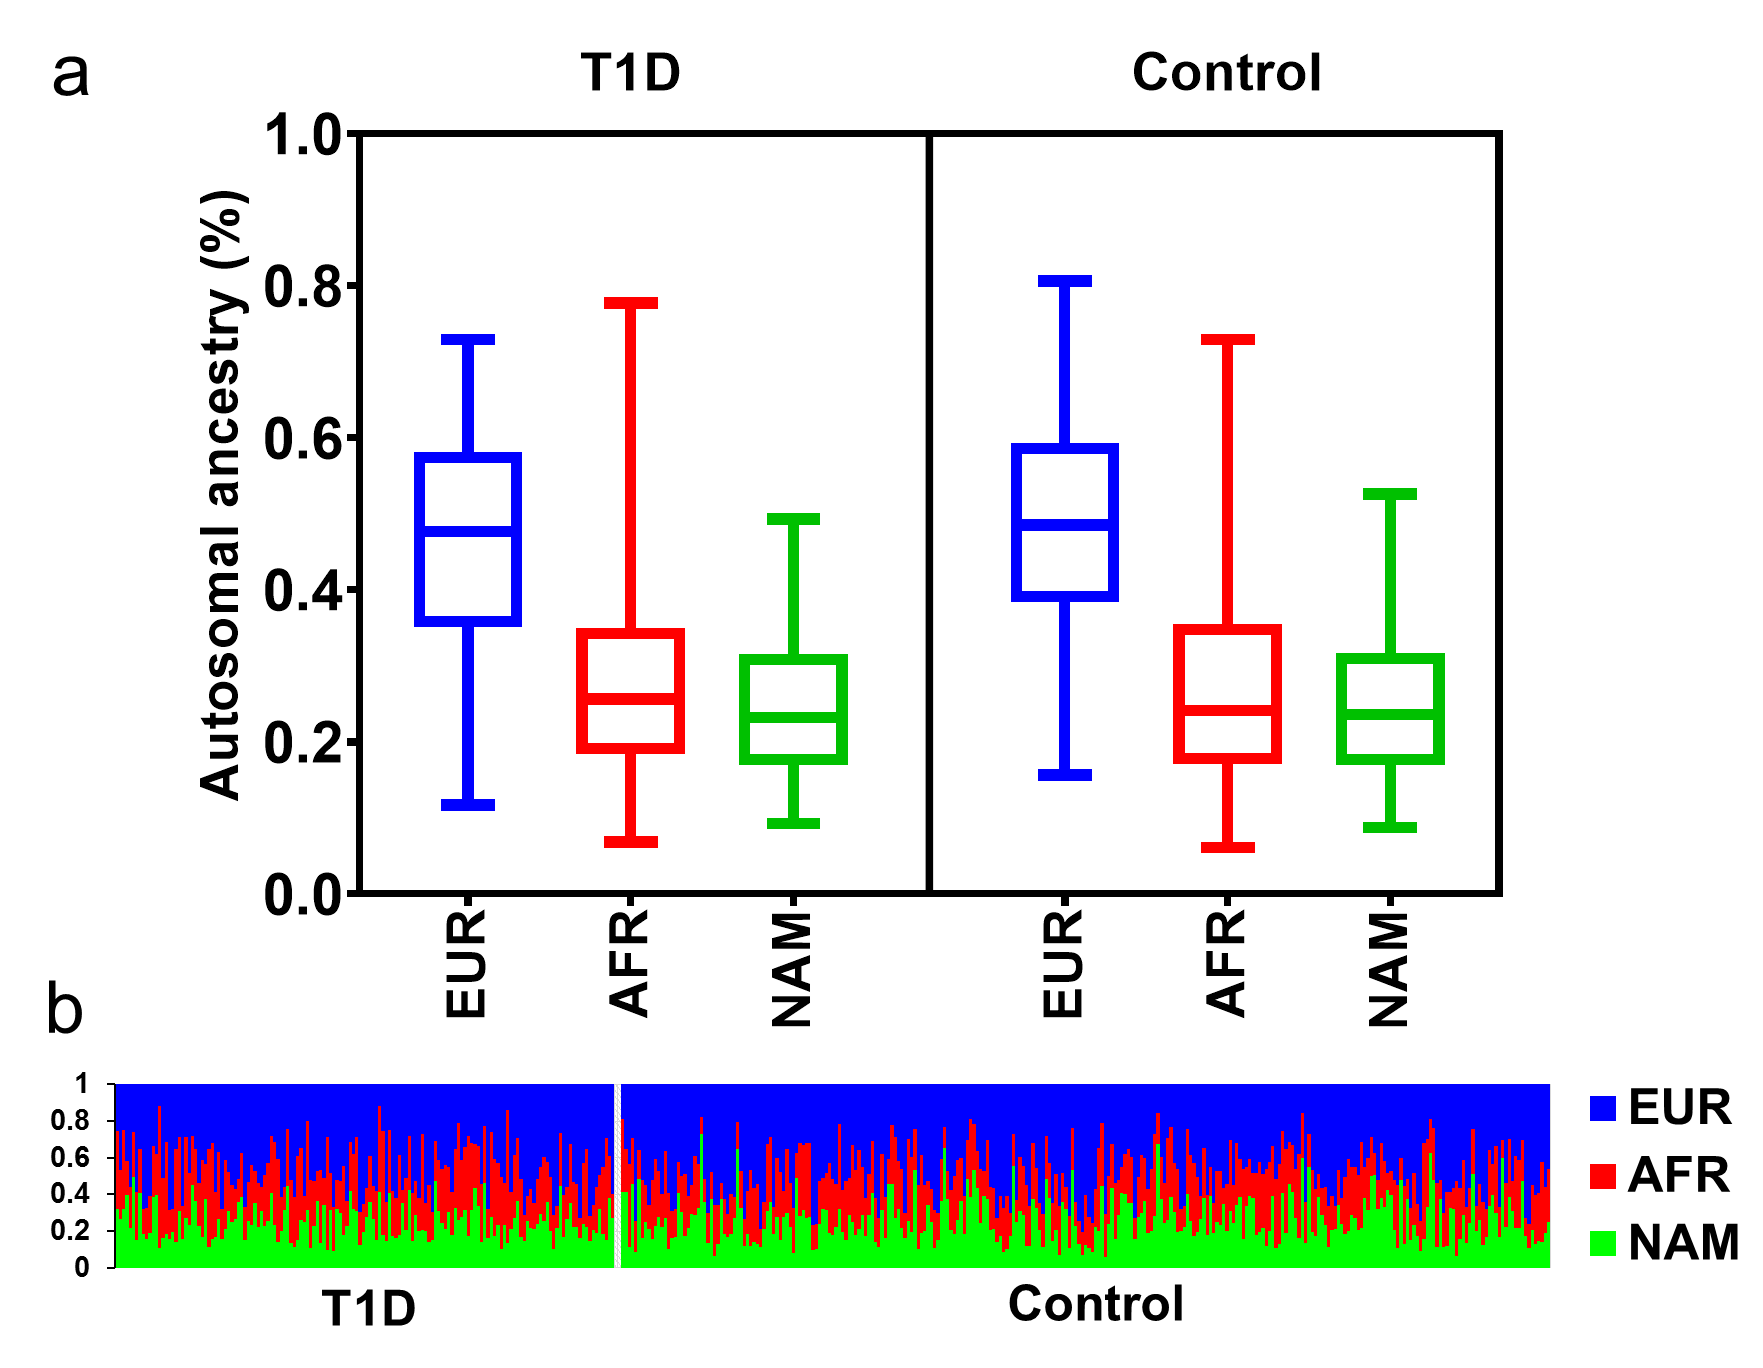 a
T1D Control
Autosomal ancestry (%)
1.0
0.8
0.6
0.4
0.2
0.0
EUR AFR NAM EUR AFR NAM
b
1
0.8
0.6
0.4
0.2
0
T1D Control
EUR
AFR
NAM